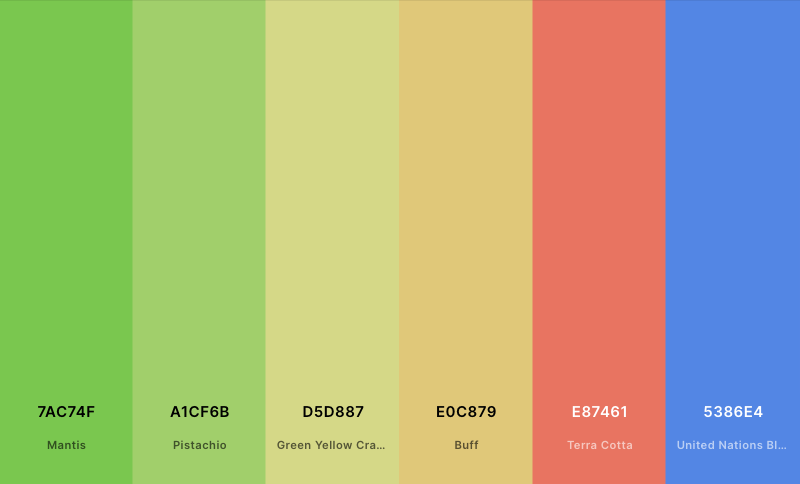 7AC74F
Mantis
A1CF6B
Pistachio
D5D887
Green Yellow Cra...
E0C879
Buff
E87461
Terra Cotta
5386E4
United Nations Bl...